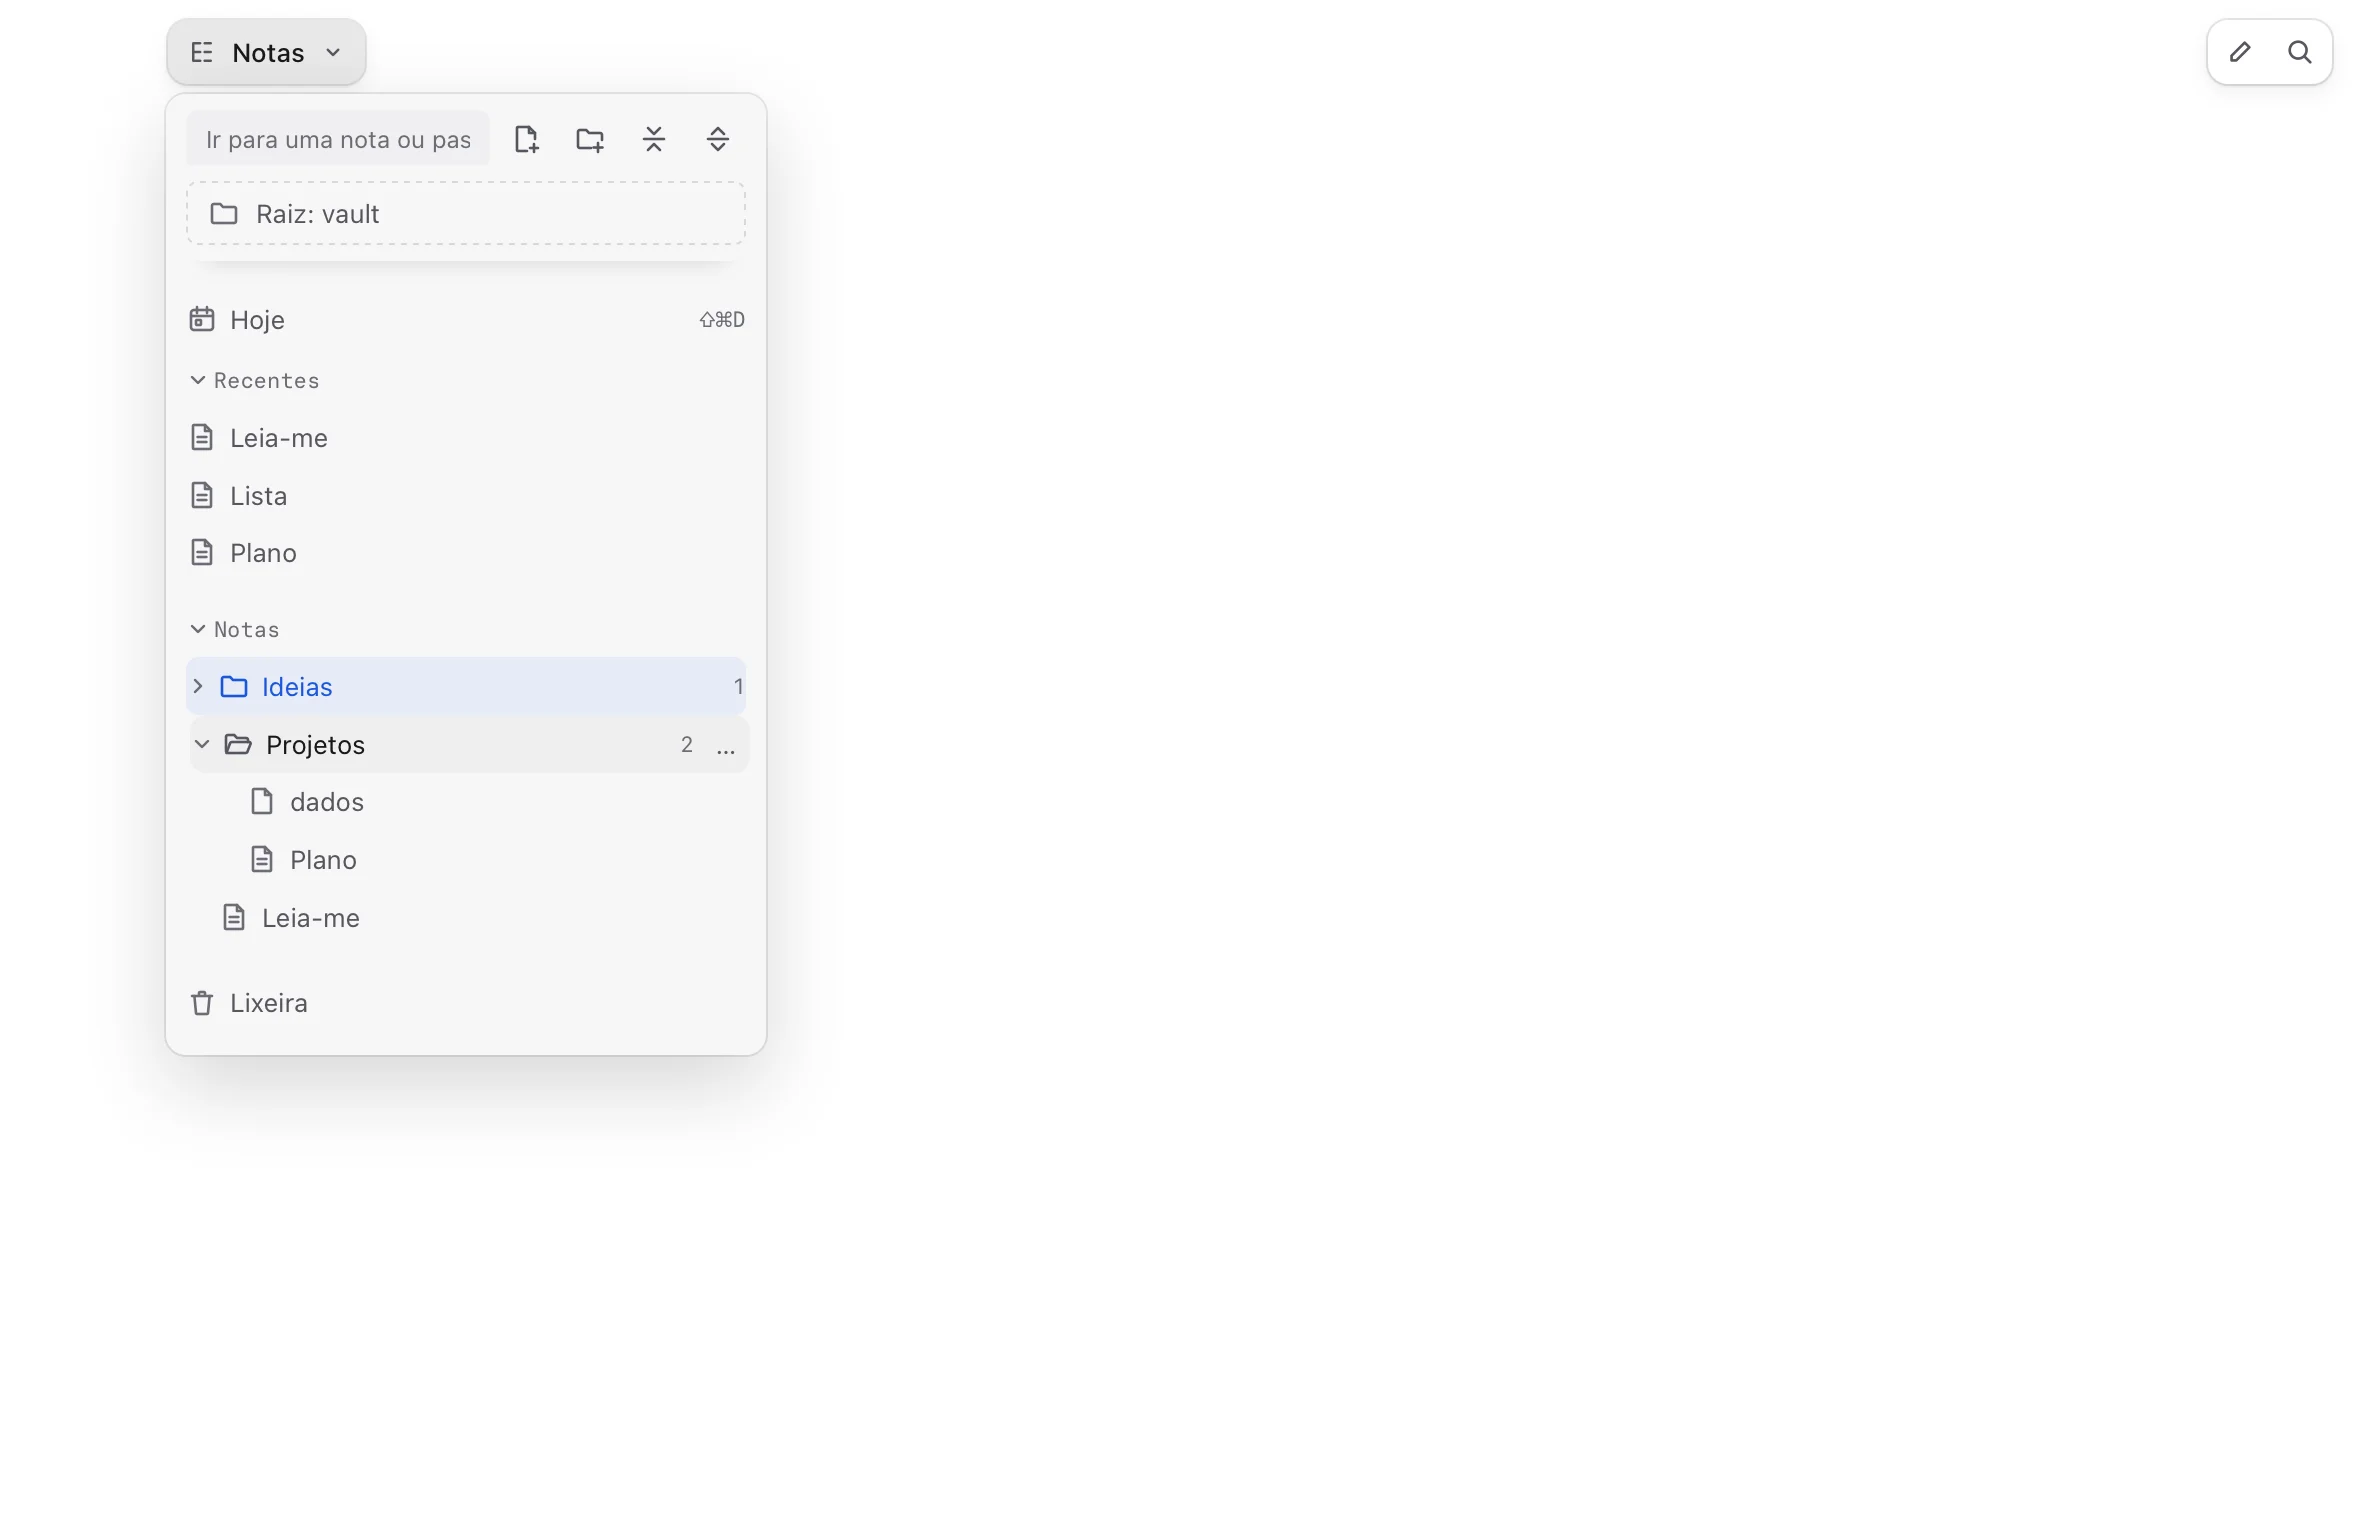 Notas
Ir para uma nota ou pas
Raiz: vault
Hoje ⇧⌘D
Recentes
Leia-me
Lista
Plano
Notas
Ideias 1
Projetos 2 ...
dados
Plano
Leia-me
Lixeira